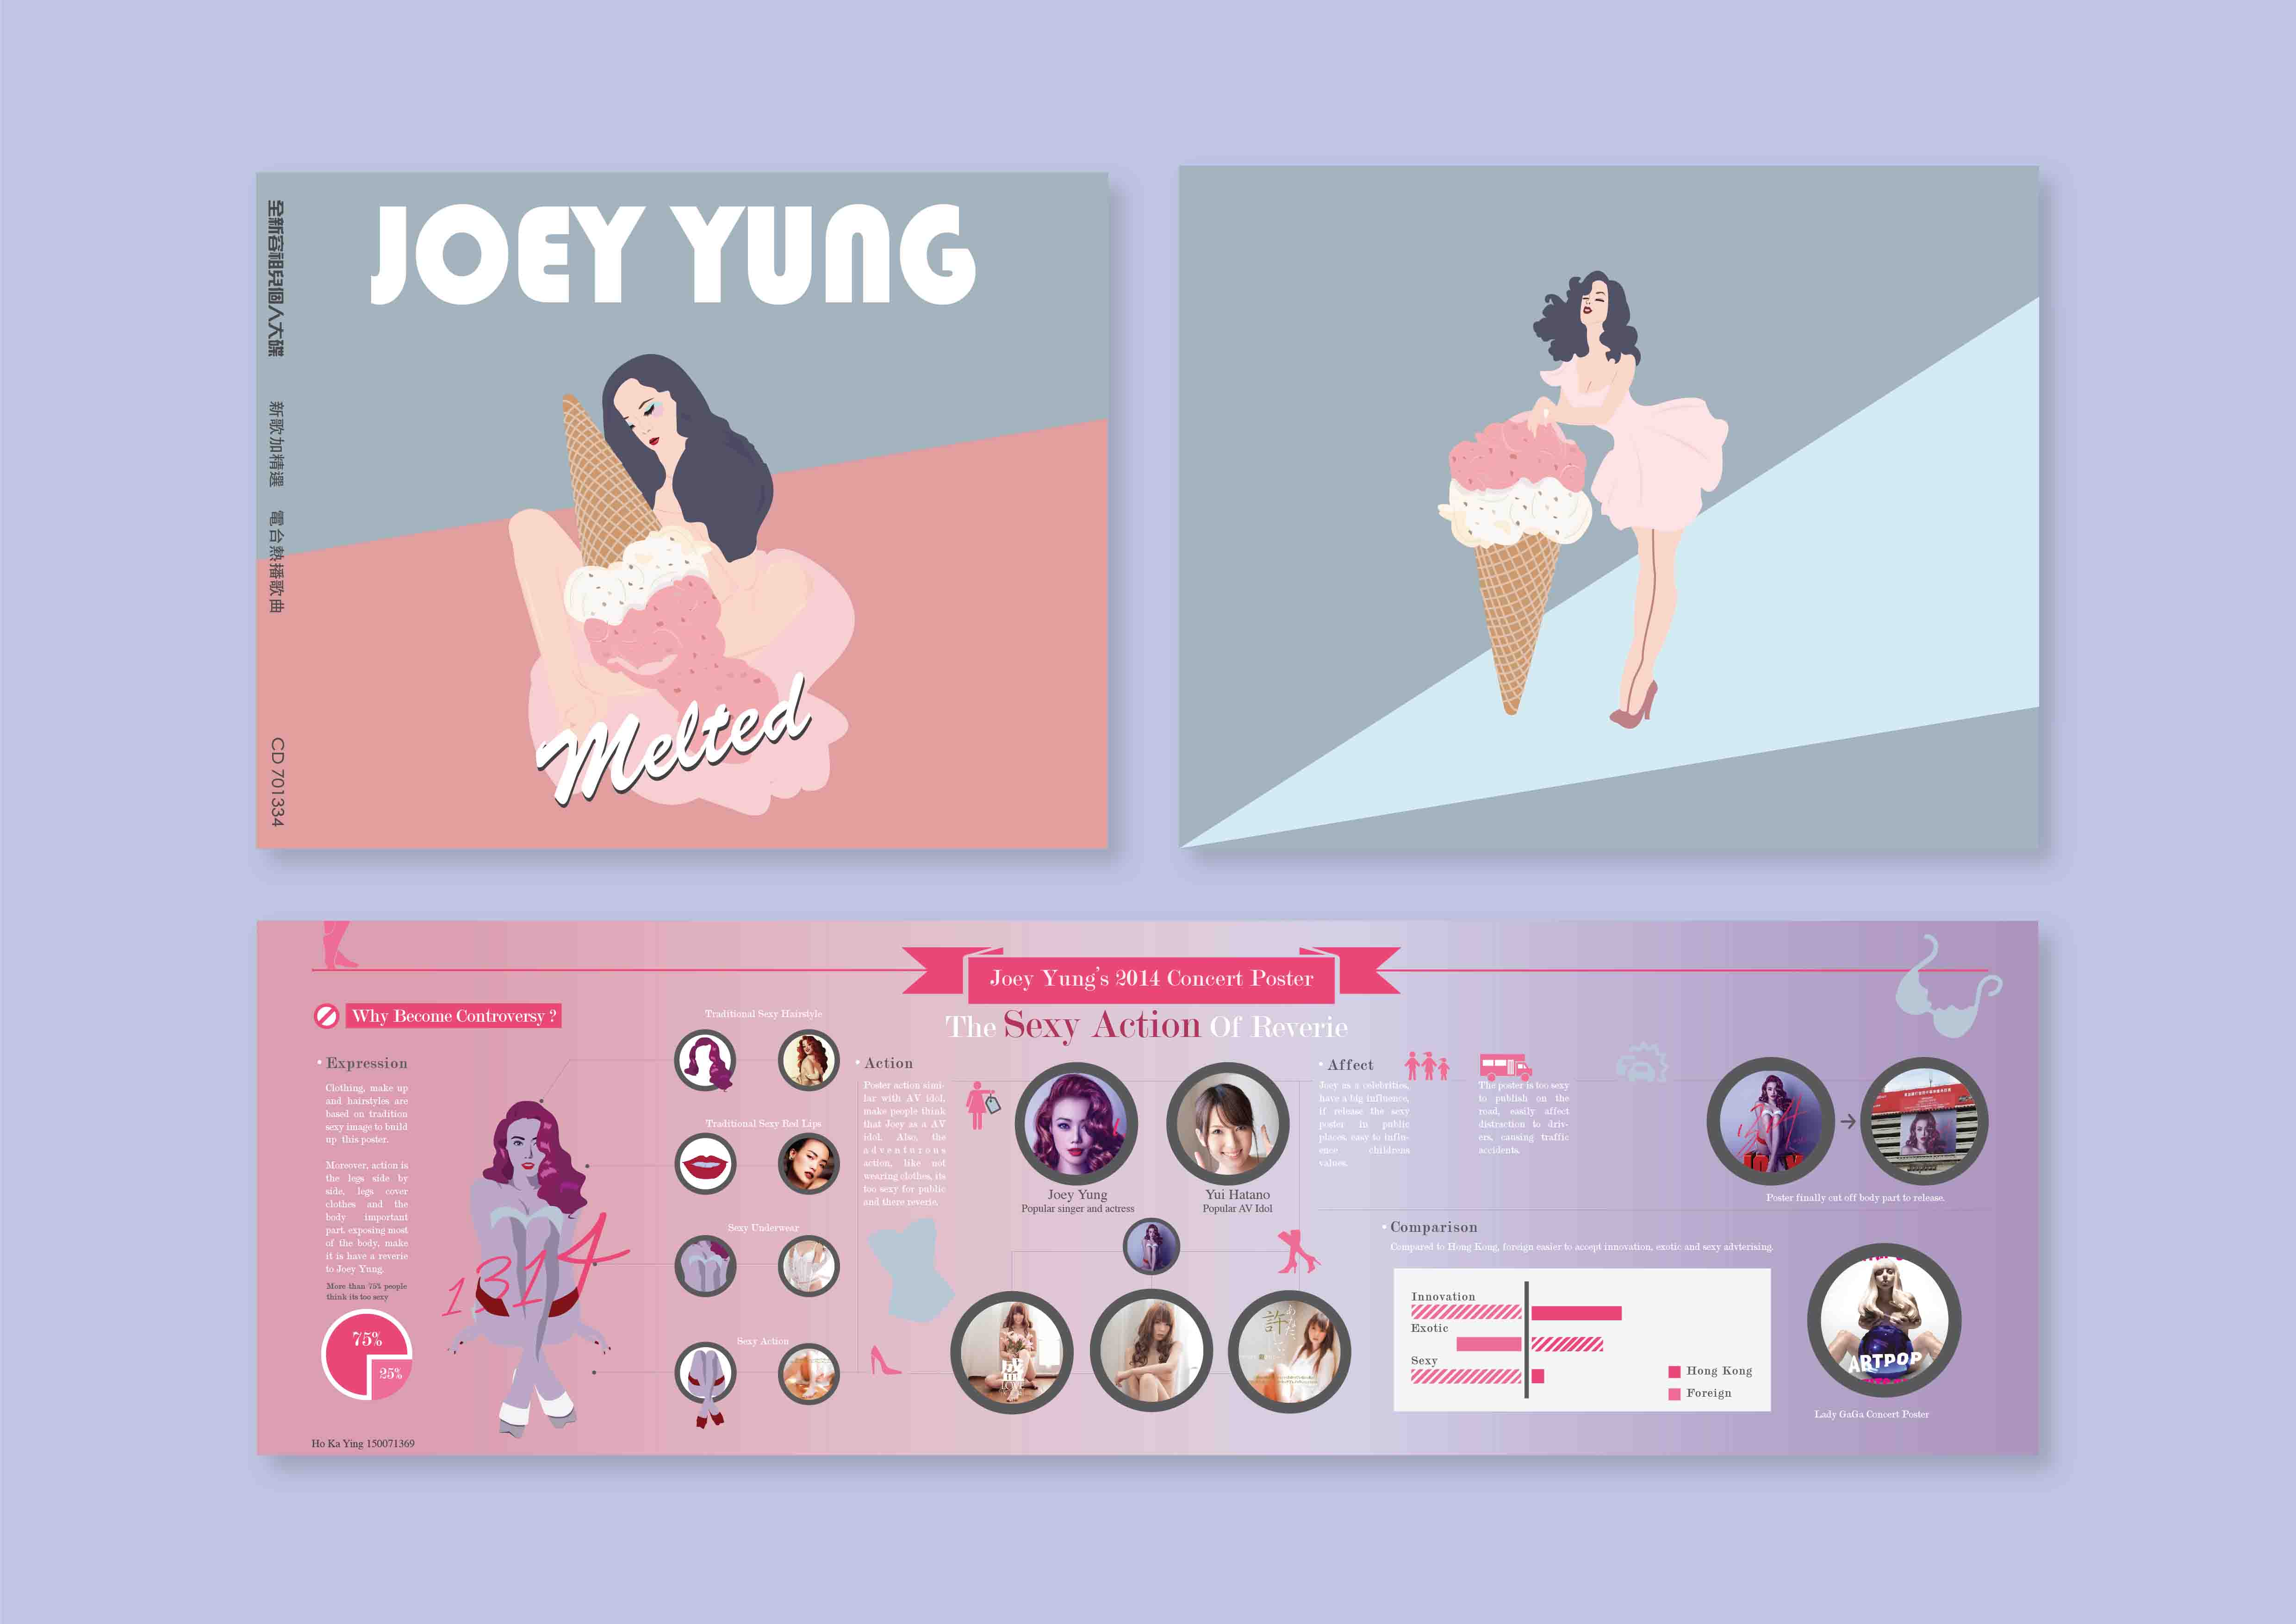 JOEY YUNG
全新容祖兒個人大碟
新歌加精選
電台熱播歌曲
CD 701334
Melted
Joey Yung's 2014 Concert Poster
The Sexy Action Of Reverie
Why Become Controversy ?
Expression
Clothing, make up
and hairstyles are
based on tradition
sexy image to build
up this poster.
Moreover, action is
the legs side by
side, legs cover
clothes and the
body important
part, exposing most
of the body, make
it is have a reverie
to Joey Yung.
More than 75% people
think its too sexy
75%
25%
Ho Ka Ying 150071369
1314
Traditional Sexy Hairstyle
Traditional Sexy Red Lips
Sexy Underwear
Sexy Action
Action
Poster action simi-
lar with AV idol,
make people think
that Joey as a AV
idol. Also, the
adventurous
action, like not
wearing clothes, its
too sexy for public
and there reverie.
Joey Yung
Popular singer and actress
Yui Hatano
Popular AV Idol
許
Affect
Joey as a celebrities,
have a big influence,
if release the sexy
poster in public
places, easy to influ-
ence childrens
values.
The poster is too sexy
to publish on the
road, easily affect
distraction to driv-
ers, causing traffic
accidents.
1314
Poster finally cut off body part to release.
Comparison
Compared to Hong Kong, foreign easier to accept innovation, exotic and sexy adverising.
Innovation
Exotic
Sexy
Hong Kong
Foreign
ARTPOP
Lady GaGa Concert Poster